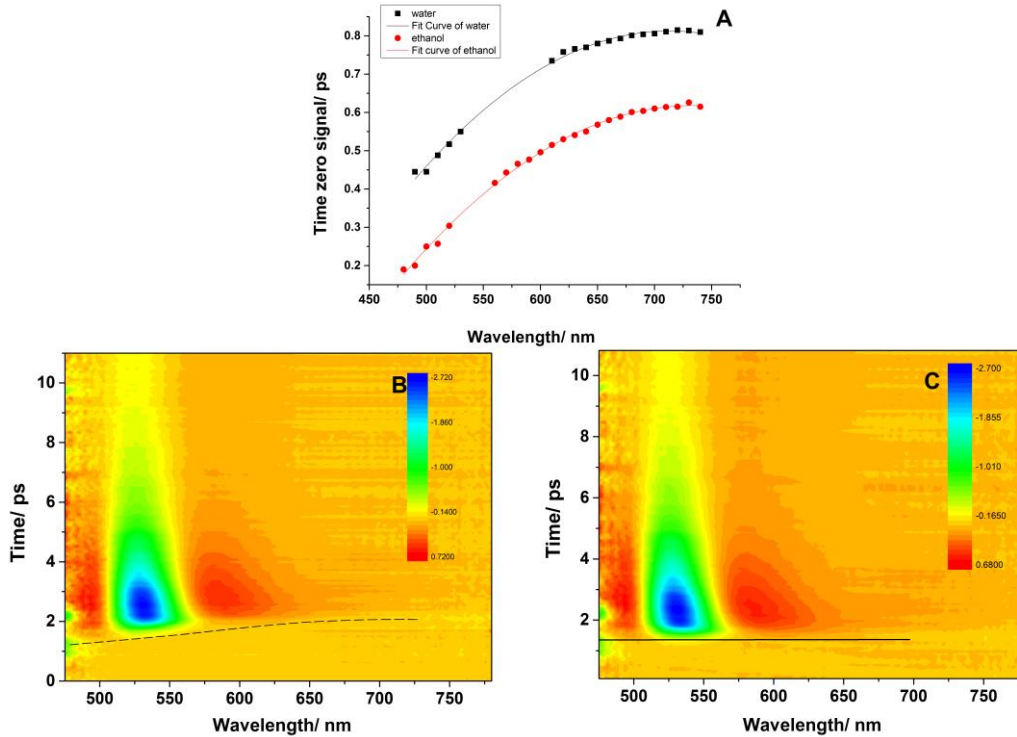 water
Fit Curve of water
ethanol
Fit curve of ethanol
A
Time zero signal/ ps
0.8
0.7
0.6
0.5
0.4
0.3
0.2
450 500 550 600 650 700 750
Wavelength/ nm
B
Time/ ps
10
8
6
4
2
0
-2.720
-1.860
-1.000
-0.1400
0.7200
500 550 600 650 700 750
Wavelength/ nm
C
Time/ ps
10
8
6
4
2
0
-2.700
-1.855
-1.010
-0.1650
0.6800
500 550 600 650 700 750
Wavelength/ nm